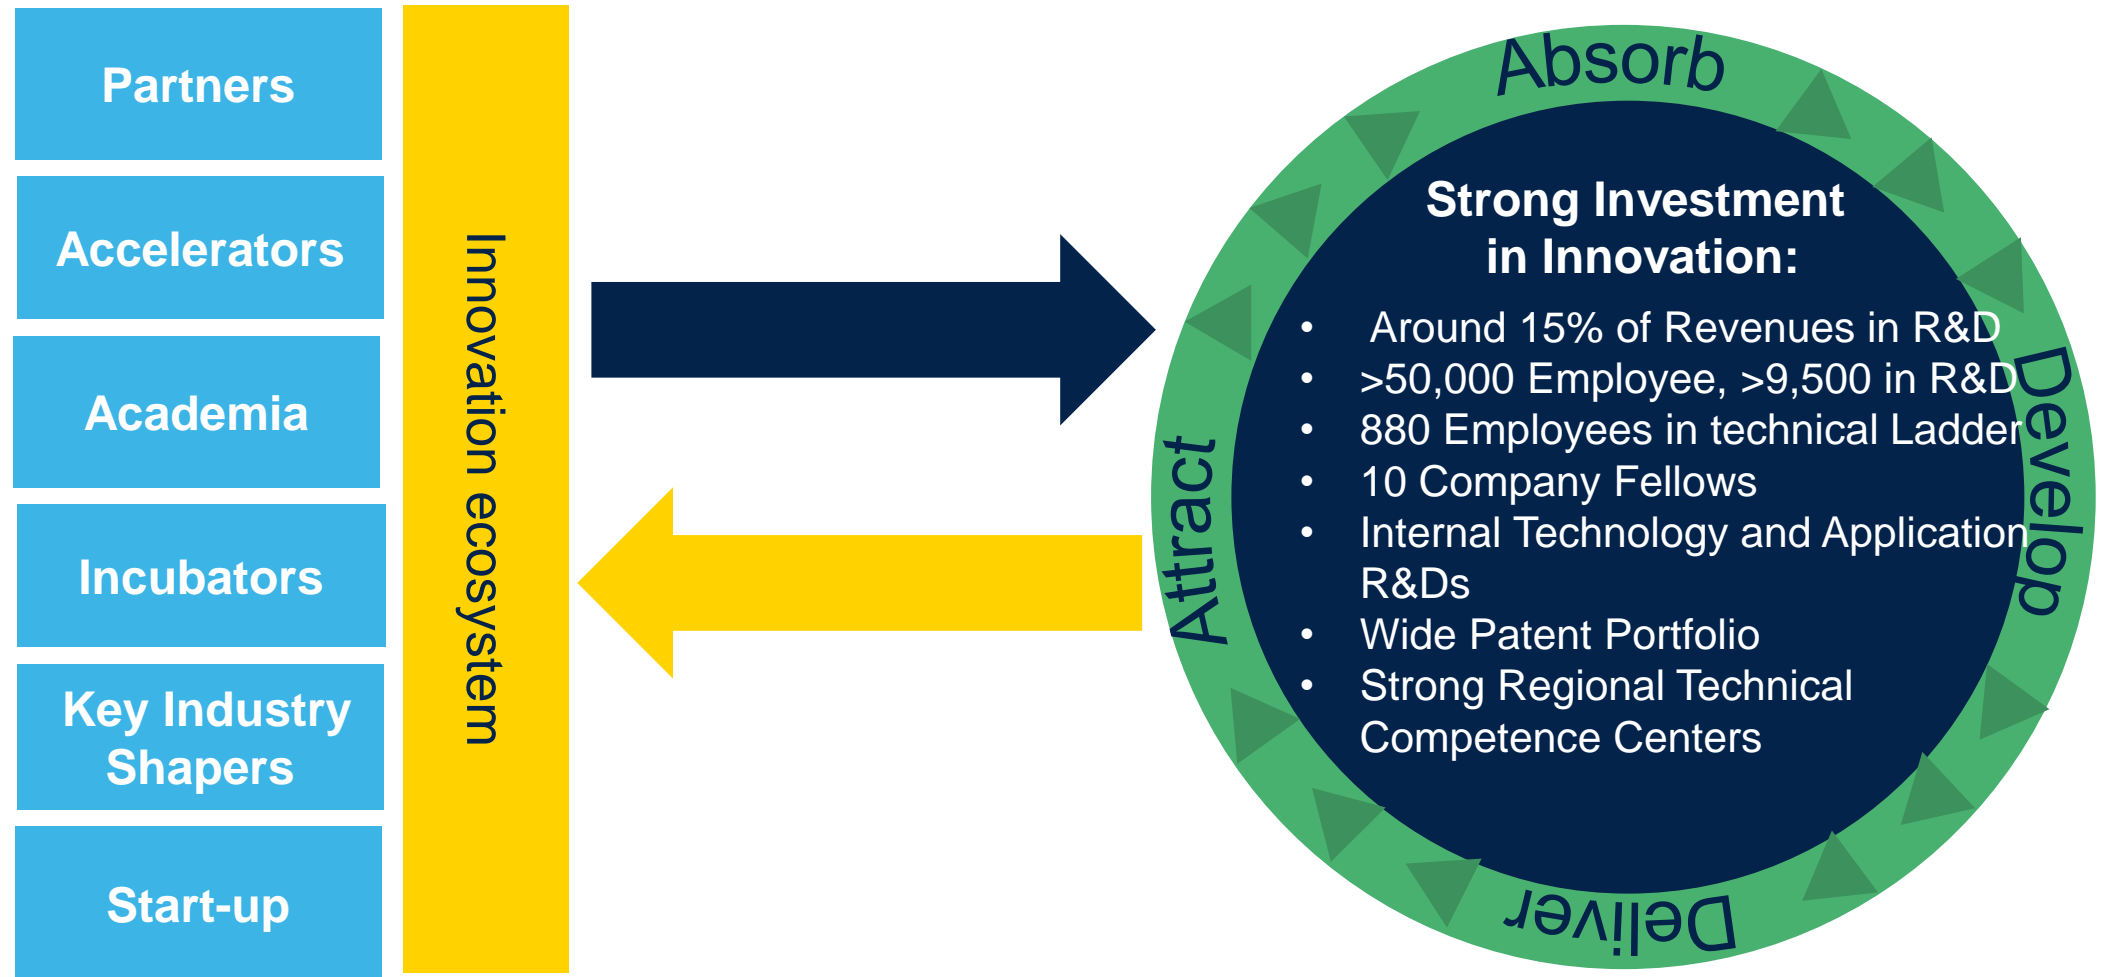 Partners
Accelerators
Academia
Incubators
Key Industry
Shapers
Start-up
Innovation ecosystem
Absorb
Develop
Deliver
Attract
Strong Investment
in Innovation:
• Around 15% of Revenues in R&D
• >50,000 Employee, >9,500 in R&D
• 880 Employees in technical Ladder
• 10 Company Fellows
• Internal Technology and Application
R&Ds
• Wide Patent Portfolio
• Strong Regional Technical
Competence Centers